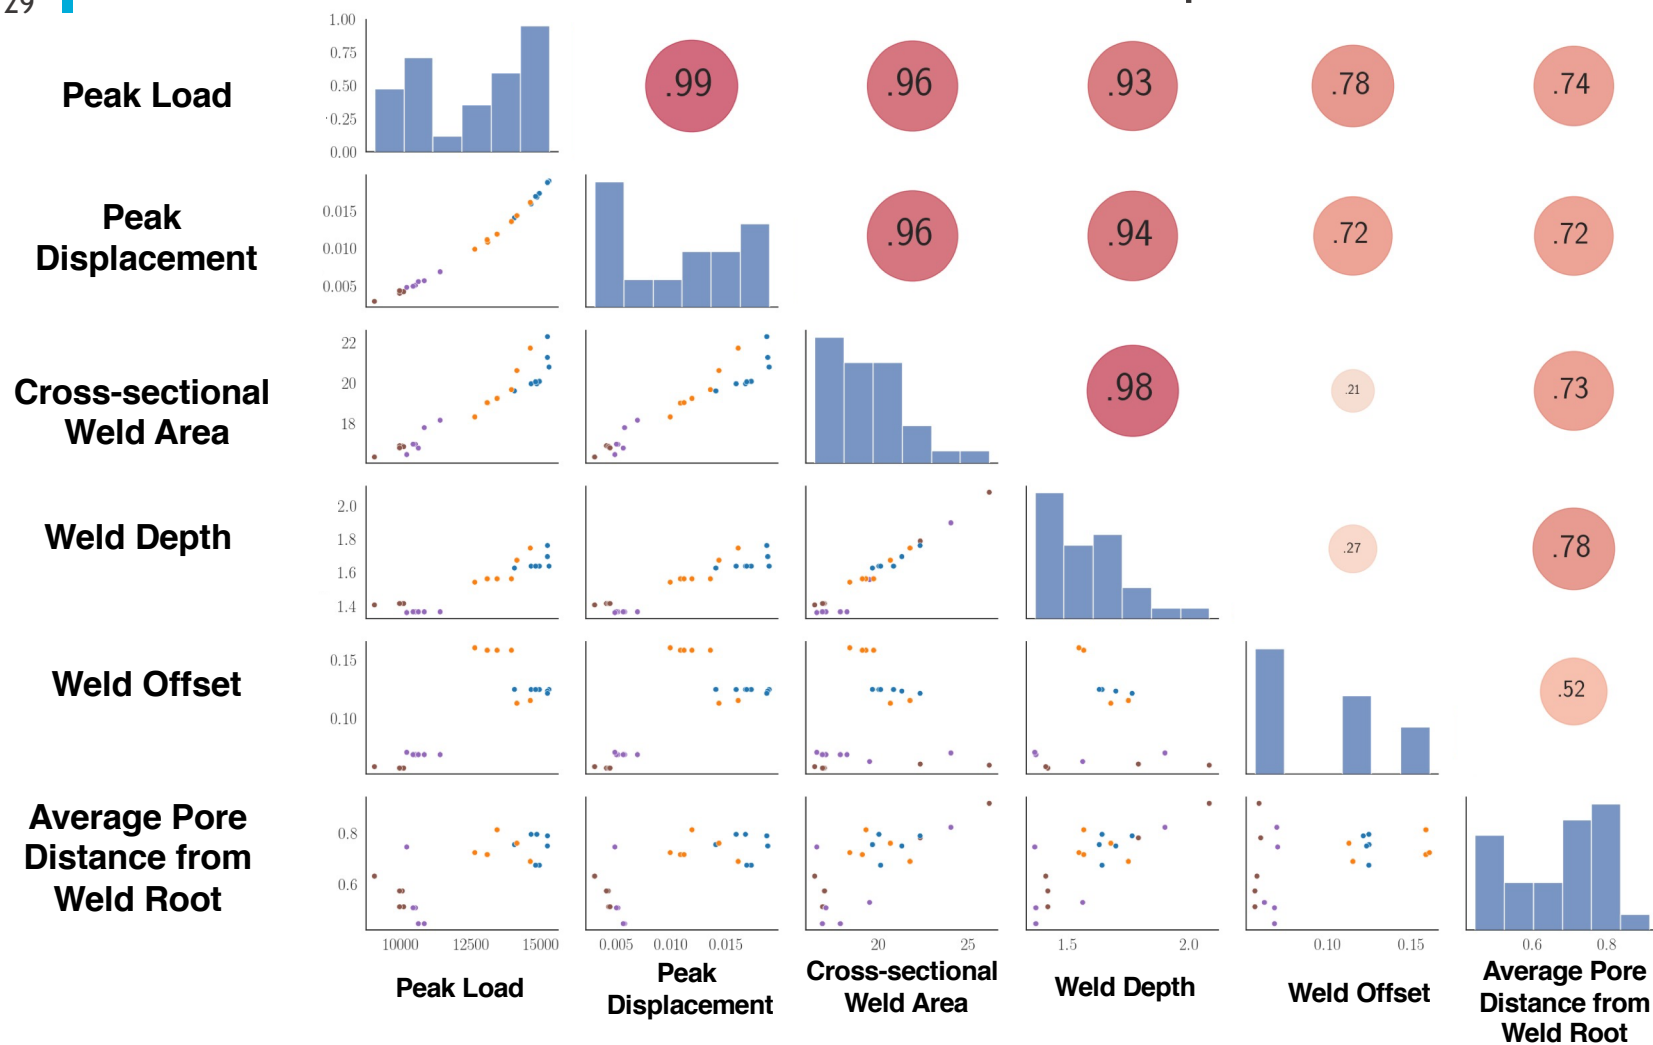 29
1.00
0.75
0.50
0.25
0.00
Peak Load
.99
.96
.93
.78
.74
Peak
Displacement
0.015
0.010
0.005
.96
.94
.72
.72
Cross-sectional
Weld Area
22
20
18
.98
.21
.73
Weld Depth
2.0
1.8
1.6
1.4
.27
.78
Weld Offset
0.15
0.10
.52
Average Pore
Distance from
Weld Root
0.8
0.6
10000 12500 15000
0.005 0.010 0.015
20 25
1.5 2.0
0.10 0.15
0.6 0.8
Peak Load
Peak
Displacement
Cross-sectional
Weld Area
Weld Depth
Weld Offset
Average Pore
Distance from
Weld Root